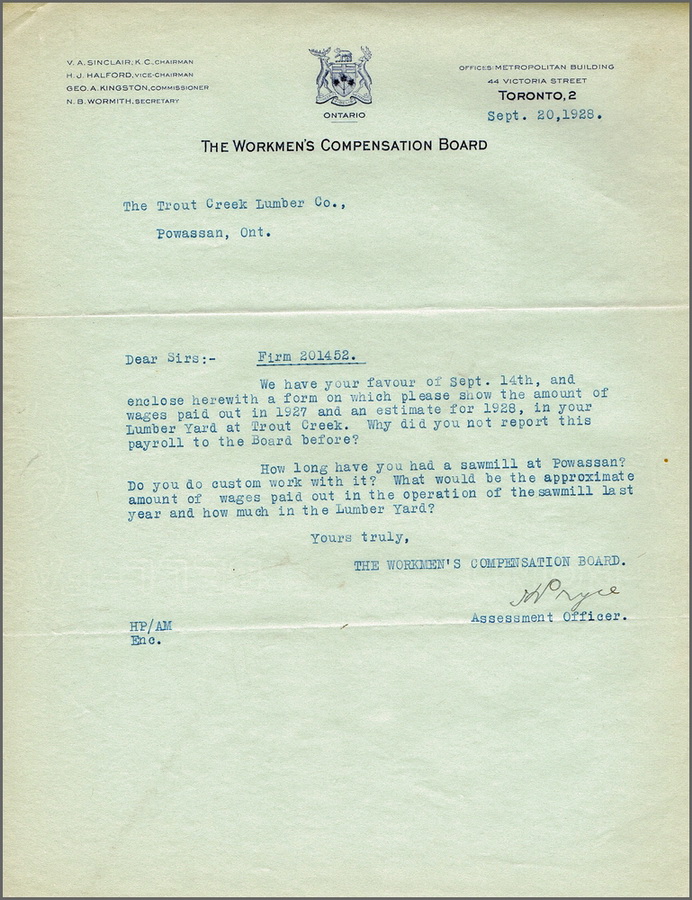 V. A. SINCLAIR, K. C. CHAIRMAN
H. J. HALFORD, VICE-CHAIRMAN
GEO. A. KINGSTON, COMMISSIONER
N. B. WORMITH, SECRETARY
ONTARIO
OFFICES: METROPOLITAN BUILDING
44 VICTORIA STREET
TORONTO, 2
Sept. 20,1928.
THE WORKMEN'S COMPENSATION BOARD
The Trout Creek Lumber Co.,
Powassan, Ont.
Dear Sirs:- Firm 201452.
We have your favour of Sept. 14th, and
enclose herewith a form on which please show the amount of
wages paid out in 1927 and an estimate for 1928, in your
Lumber Yard at Trout Creek. Why did you not report this
payroll to the Board before?
How long have you had a sawmill at Powassan?
Do you do custom work with it? What would be the approximate
amount of wages paid out in the operation of thesawmill last
year and how much in the Lumber Yard?
Yours truly,
THE WORKMEN'S COMPENSATION BOARD.
HPryce
Assessment Officer.
HP/AM
Enc.